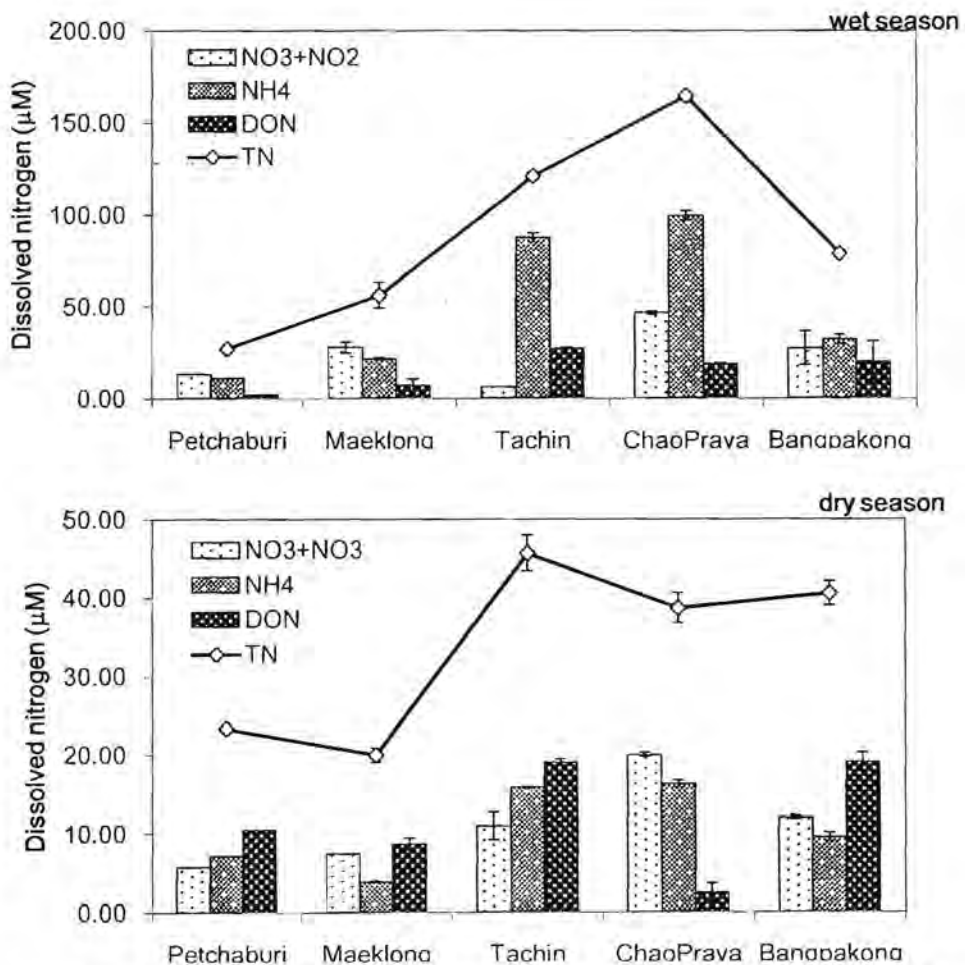 wet season
200.00
150.00
100.00
50.00
0.00
Dissolved nitrogen (µM)
NO3+NO2
NH4
DON
TN
Petchaburi Maeklong Tachin ChaoPraya Bangpakong
dry season
50.00
40.00
30.00
20.00
10.00
0.00
Dissolved nitrogen (µM)
NO3+NO3
NH4
DON
TN
Petchaburi Maeklong Tachin ChaoPraya Bangpakong